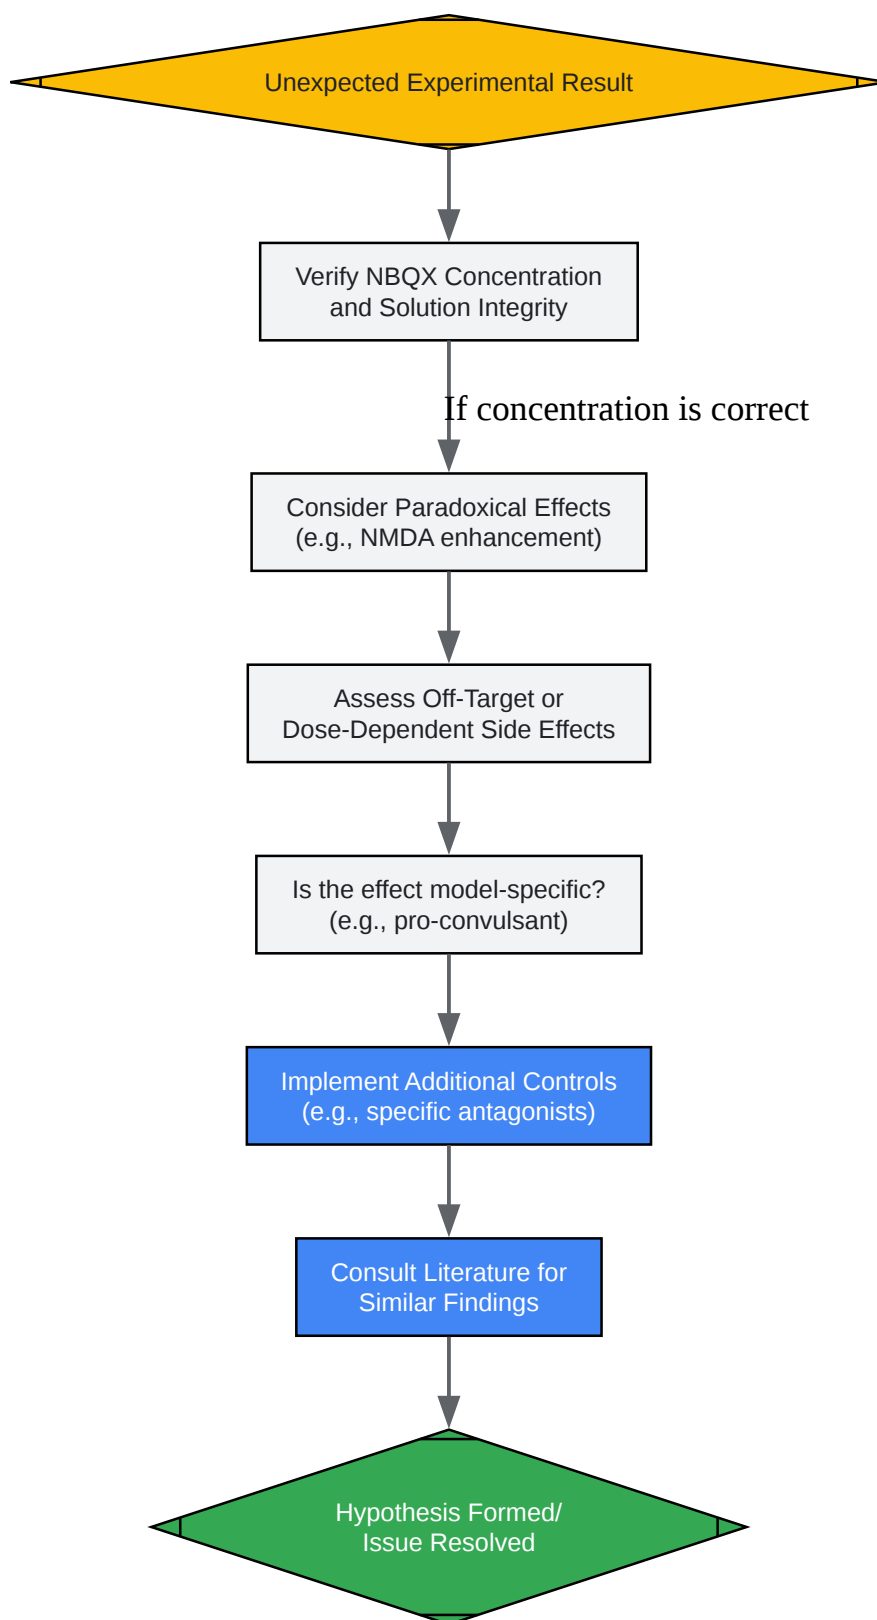 Unexpected Experimental Result
Verify NBQX Concentration
and Solution Integrity
If concentration is correct
Consider Paradoxical Effects
(e.g., NMDA enhancement)
Assess Off-Target or
Dose-Dependent Side Effects
Is the effect model-specific?
(e.g., pro-convulsant)
Implement Additional Controls
(e.g., specific antagonists)
Consult Literature for
Similar Findings
Hypothesis Formed/
Issue Resolved